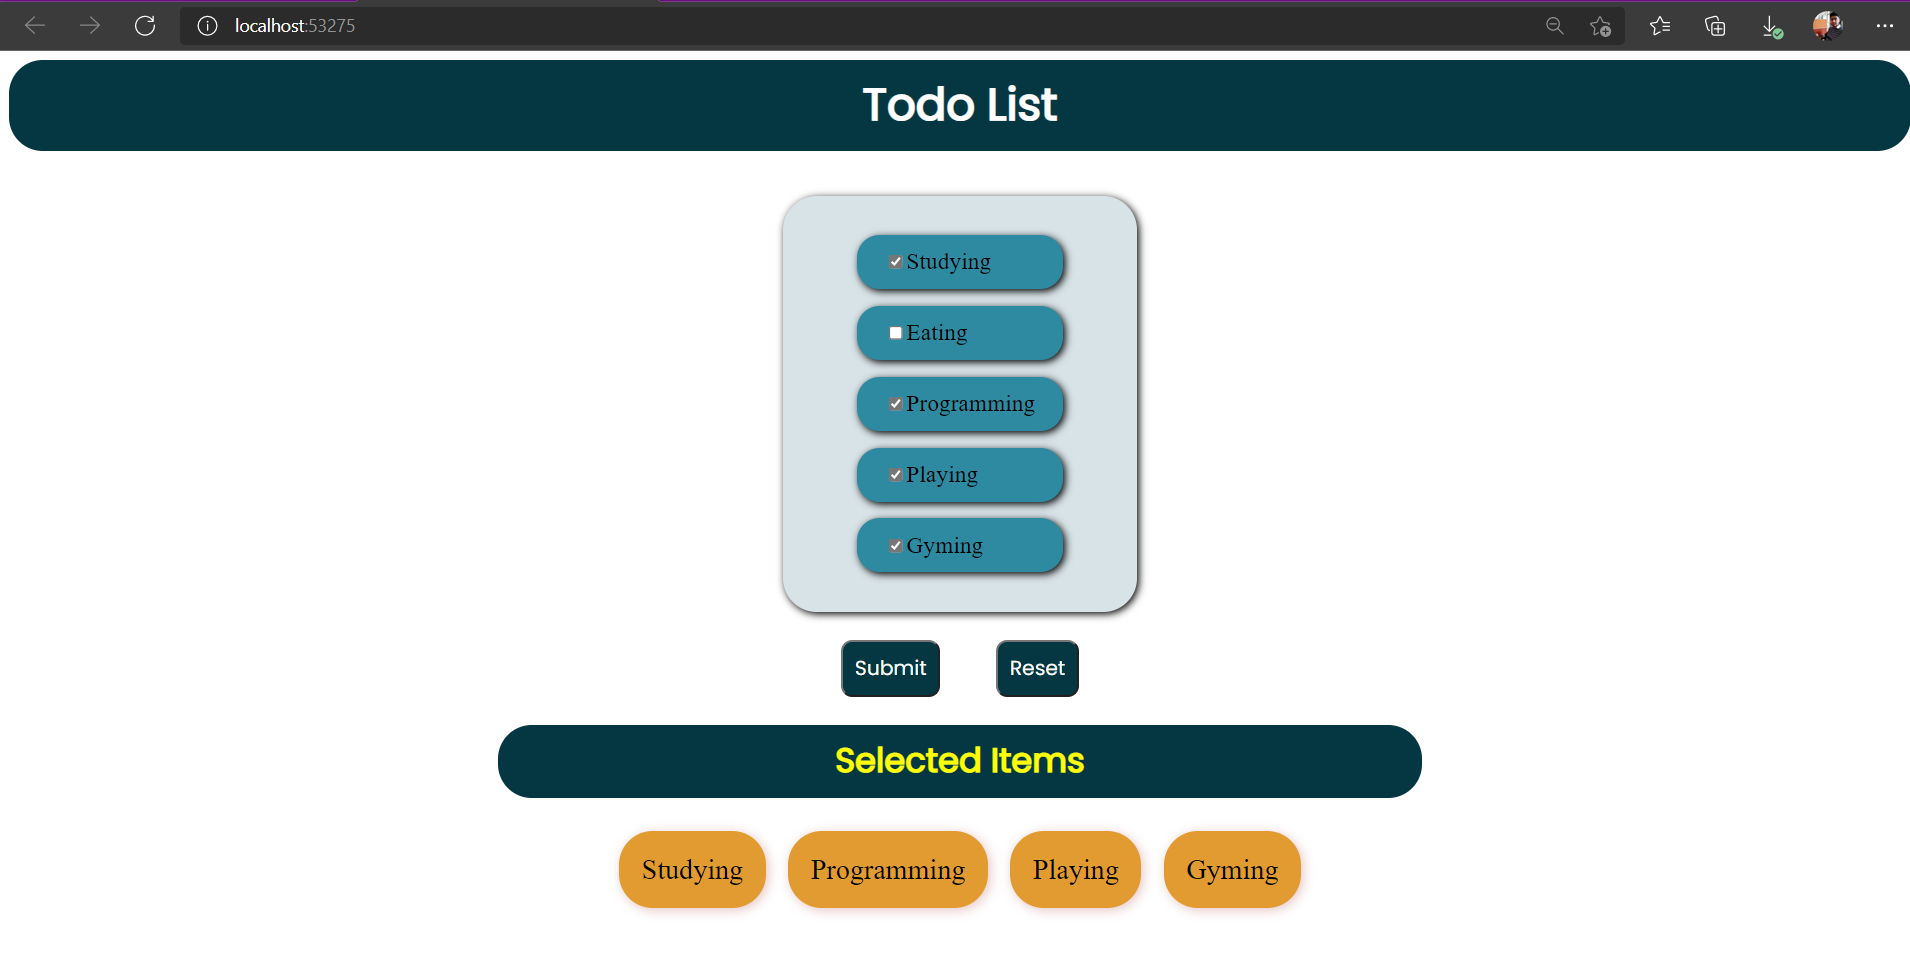 localhost:53275
Todo List
Studying
Eating
Programming
Playing
Gyming
Submit Reset
Selected Items
Studying Programming Playing Gyming